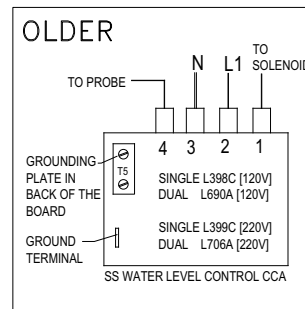 OLDER
TO PROBE
N
L1
TO
SOLENOID
4
3
2
1
GROUNDING
PLATE IN
BACK OF THE
BOARD
T5
SINGLE L398C [120V]
DUAL L690A [120V]
GROUND
TERMINAL
SINGLE L399C [220V]
DUAL L706A [220V]
SS WATER LEVEL CONTROL CCA